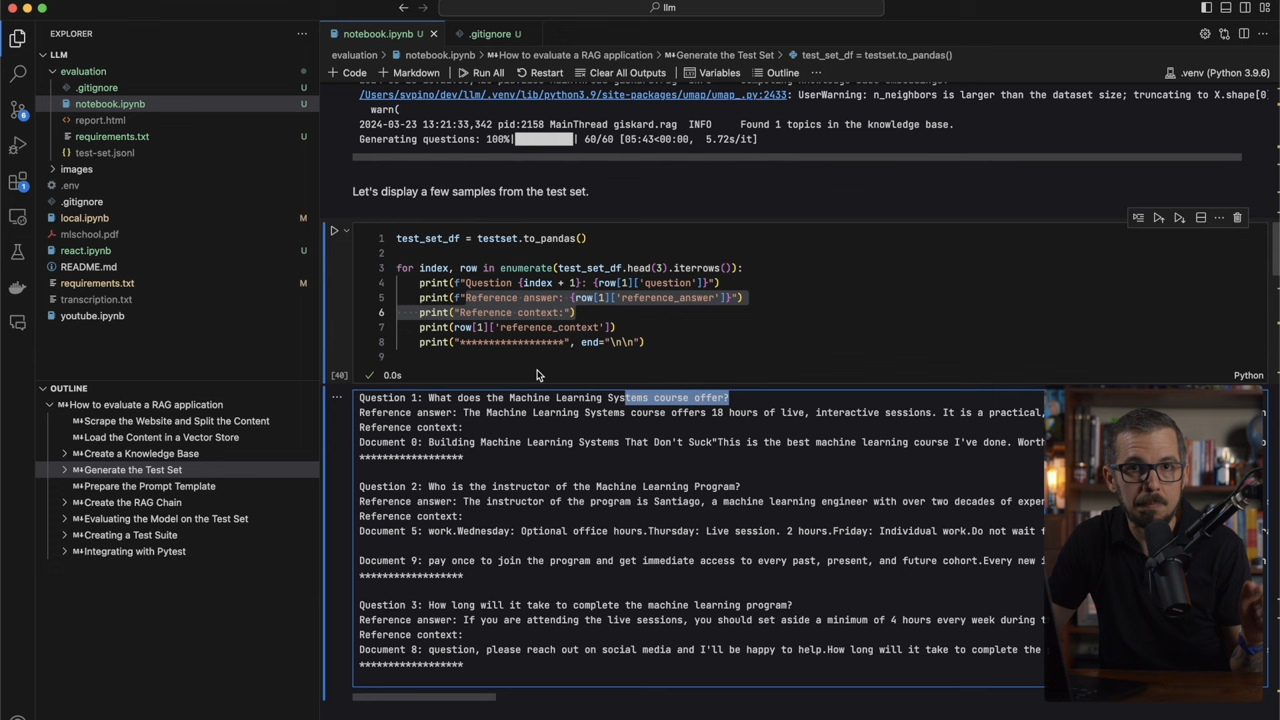 llm
EXPLORER
notebook.ipynb U
.gitignore U
LLM
evaluation > notebook.ipynb > M↓How to evaluate a RAG application > M↓Generate the Test Set > test_set_df = testset.to_pandas()
evaluation
+ Code + Markdown Run All Restart Clear All Outputs Variables Outline ... .venv (Python 3.9.6)
.gitignore
/Users/svpino/dev/llm/.venv/lib/python3.9/site-packages/umap/umap_.py:2433: UserWarning: n_neighbors is larger than the dataset size; truncating to X.shape[0
notebook.ipynb U
warn(
report.html
2024-03-23 13:21:33,342 pid:2158 MainThread giskard.rag INFO Found 1 topics in the knowledge base.
requirements.txt U
Generating questions: 100%| | 60/60 [05:43<00:00, 5.72s/it]
test-set.jsonl
images
.env
Let's display a few samples from the test set.
.gitignore
local.ipynb M
mlschool.pdf
react.ipynb U
README.md
requirements.txt M
transcription.txt
youtube.ipynb
1 test_set_df = testset.to_pandas()
2
3 for index, row in enumerate(test_set_df.head(3).iterrows()):
4 print(f"Question {index + 1}: {row[1]['question']}")
5 print(f"Reference answer: {row[1]['reference_answer']}")
6 print("Reference context:")
7 print(row[1]['reference_context'])
8 print("******************", end="\n\n")
9
[40] 0.0s Python
OUTLINE
M↓How to evaluate a RAG application
M↓Scrape the Website and Split the Content
M↓Load the Content in a Vector Store
M↓Create a Knowledge Base
M↓Generate the Test Set
M↓Prepare the Prompt Template
M↓Create the RAG Chain
M↓Evaluating the Model on the Test Set
M↓Creating a Test Suite
M↓Integrating with Pytest
Question 1: What does the Machine Learning Systems course offer?
Reference answer: The Machine Learning Systems course offers 18 hours of live, interactive sessions. It is a practical,
Reference context:
Document 0: Building Machine Learning Systems That Don't Suck"This is the best machine learning course I've done. Worth
******************
Question 2: Who is the instructor of the Machine Learning Program?
Reference answer: The instructor of the program is Santiago, a machine learning engineer with over two decades of
Reference context:
Document 5: work.Wednesday: Optional office hours.Thursday: Live session. 2 hours.Friday: Individual work.Do not wait
Document 9: pay once to join the program and get immediate access to every past, present, and future cohort.Every new
******************
Question 3: How long will it take to complete the machine learning program?
Reference answer: If you are attending the live sessions, you should set aside a minimum of 4 hours every week during
Reference context:
Document 8: question, please reach out on social media and I'll be happy to help.How long will it take to complete the
******************